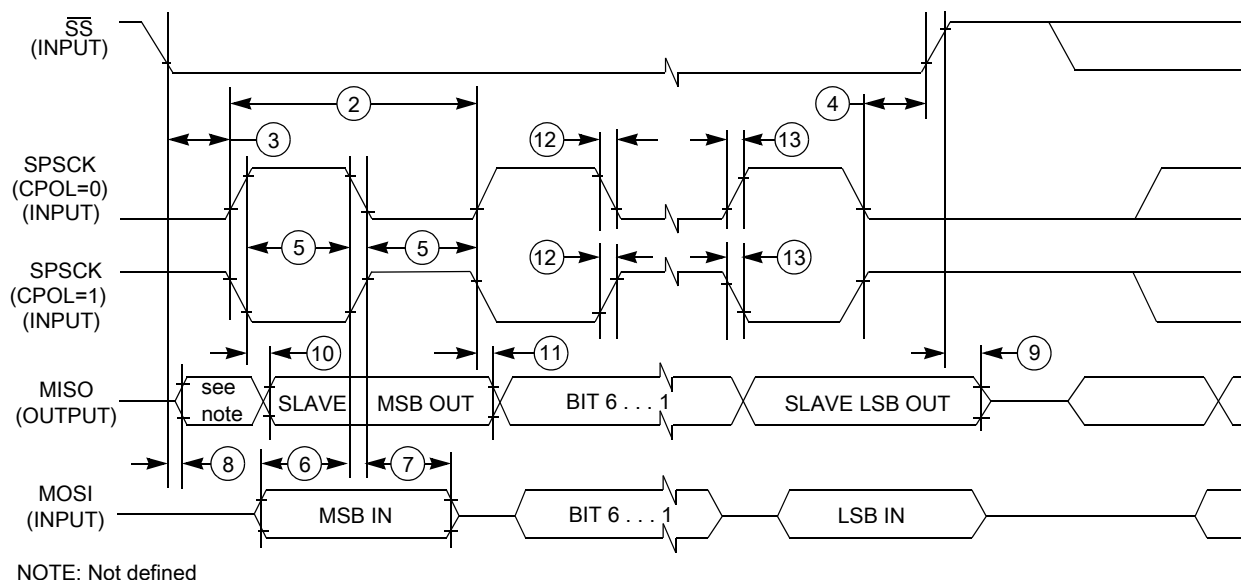 SS
(INPUT)
2
4
3
12
13
SPSCK
(CPOL=0)
(INPUT)
5
5
SPSCK
(CPOL=1)
(INPUT)
12
13
10
11
9
MISO
(OUTPUT)
see
note
SLAVE
MSB OUT
BIT 6 . . . 1
SLAVE LSB OUT
8
6
7
MOSI
(INPUT)
MSB IN
BIT 6 . . . 1
LSB IN
NOTE: Not defined